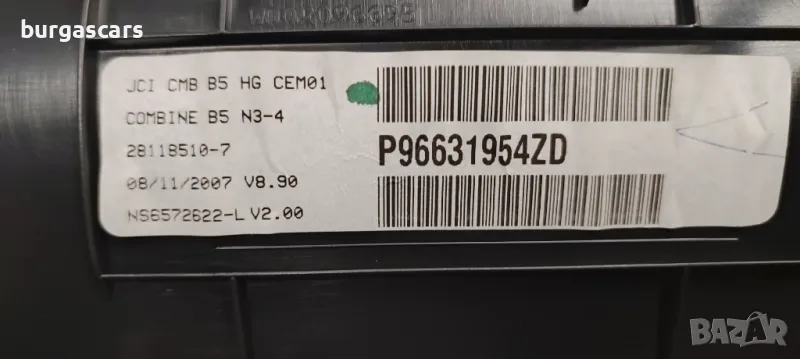 burgascars
JCI CMB B5 HG CEM01
COMBINE B5 N3-4
28118510-7
08/11/2007 V8.90
NS6572622-L V2.00
P96631954ZD
BAZAR